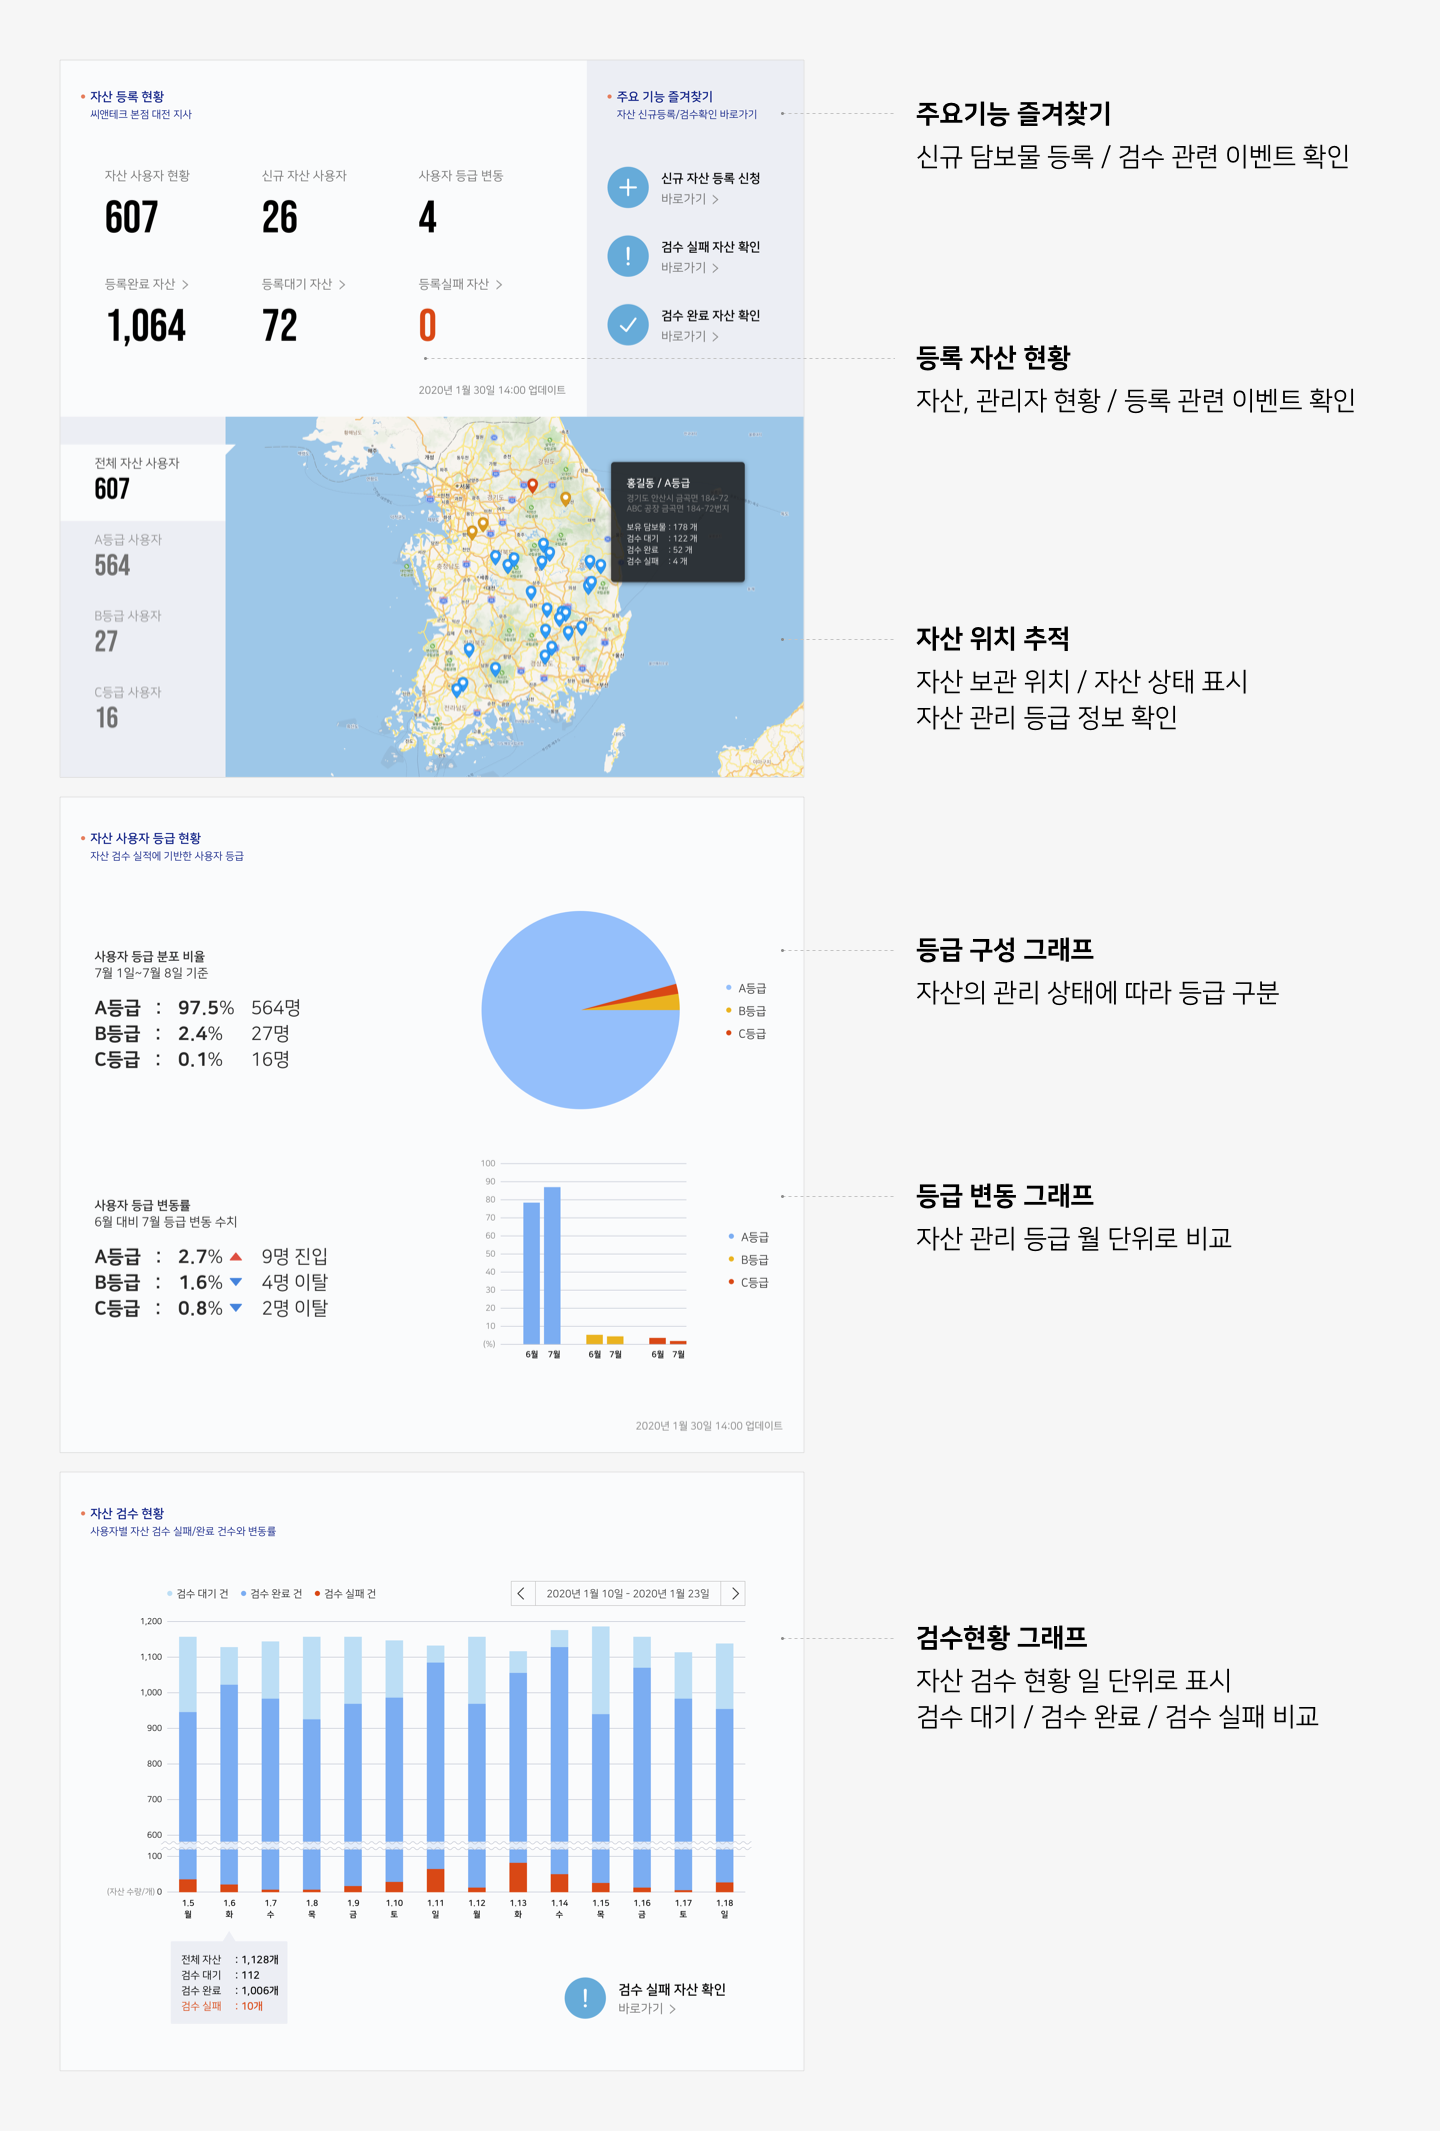 자산 등록 현황
씨앤테크 본점 대전 지사
자산 사용자 현황
607
신규 자산 사용자
26
사용자 등급 변동
4
등록완료 자산 >
1,064
등록대기 자산 >
72
등록실패 자산 >
0
2020년 1월 30일 14:00 업데이트
주요 기능 즐겨찾기
자산 신규등록/검수확인 바로가기
신규 자산 등록 신청
바로가기 >
검수 실패 자산 확인
바로가기 >
검수 완료 자산 확인
바로가기 >
주요기능 즐겨찾기
신규 담보물 등록 / 검수 관련 이벤트 확인
등록 자산 현황
자산, 관리자 현황 / 등록 관련 이벤트 확인
전체 자산 사용자
607
A등급 사용자
564
B등급 사용자
27
C등급 사용자
16
홍길동 / A등급
경기도 안산시 금곡면 184-72
ABC 공장 금곡면 184-72번지
보유 담보물 : 178 개
검수 대기 : 122 개
검수 완료 : 52 개
검수 실패 : 4 개
자산 위치 추적
자산 보관 위치 / 자산 상태 표시
자산 관리 등급 정보 확인
자산 사용자 등급 현황
자산 검수 실적에 기반한 사용자 등급
사용자 등급 분포 비율
7월 1일~7월 8일 기준
A등급 : 97.5% 564명
B등급 : 2.4% 27명
C등급 : 0.1% 16명
A등급
B등급
C등급
등급 구성 그래프
자산의 관리 상태에 따라 등급 구분
사용자 등급 변동률
6월 대비 7월 등급 변동 수치
A등급 : 2.7% ▲ 9명 진입
B등급 : 1.6% ▼ 4명 이탈
C등급 : 0.8% ▼ 2명 이탈
100
90
80
70
60
50
40
30
20
10
(%)
6월 7월 6월 7월 6월 7월
A등급
B등급
C등급
2020년 1월 30일 14:00 업데이트
등급 변동 그래프
자산 관리 등급 월 단위로 비교
자산 검수 현황
사용자별 자산 검수 실패/완료 건수와 변동률
검수 대기 건 검수 완료 건 검수 실패 건
< 2020년 1월 10일 - 2020년 1월 23일 >
1,200
1,100
1,000
900
800
700
600
100
(자산 수량/개) 0
1.5 1.6 1.7 1.8 1.9 1.10 1.11 1.12 1.13 1.14 1.15 1.16 1.17 1.18
월 화 수 목 금 토 일 월 화 수 목 금 토 일
전체 자산 : 1,128개
검수 대기 : 112
검수 완료 : 1,006개
검수 실패 : 10개
검수 실패 자산 확인
바로가기 >
검수현황 그래프
자산 검수 현황 일 단위로 표시
검수 대기 / 검수 완료 / 검수 실패 비교